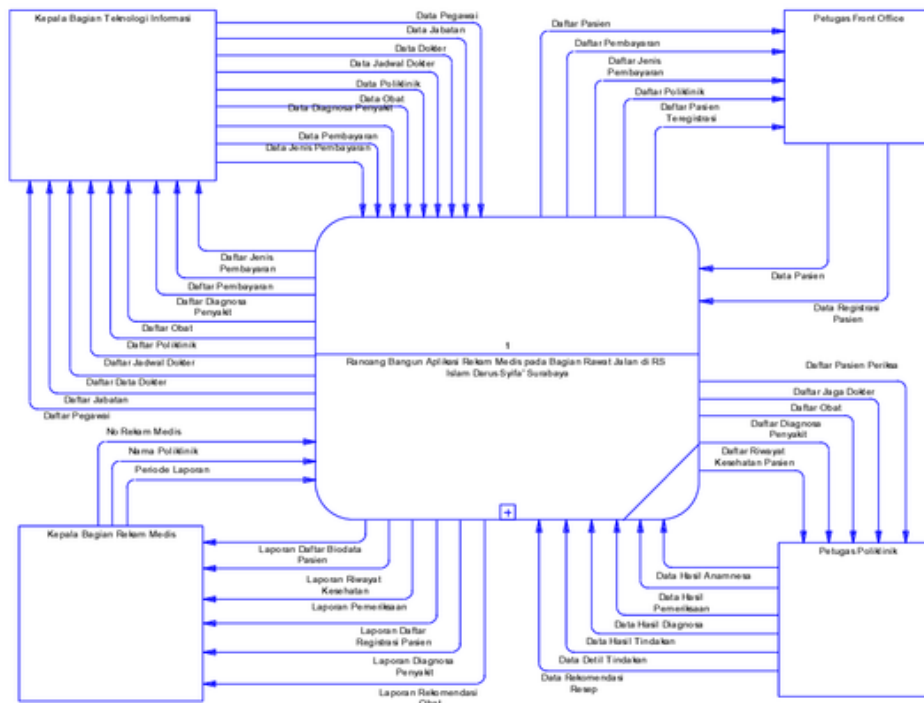 Kepala Bagian Teknologi Informasi
Data Pegawai
Data Jabatan
Data Dokter
Data Jadwal Dokter
Data Poliklinik
Data Obat
Data Diagnosa Penyakit
Data Pembayaran
Data Jenis Pembayaran
Daftar Pasien
Daftar Pembayaran
Daftar Jenis
Pembayaran
Daftar Poliklinik
Daftar Pasien
Teregistrasi
Petugas Front Office
Data Pasien
Data Registrasi
Pasien
Daftar Jenis
Pembayaran
Daftar Pembayaran
Daftar Diagnosa
Penyakit
Daftar Obat
Daftar Poliklinik
Daftar Jadwal Dokter
Daftar Data Dokter
Daftar Jabatan
Daftar Pegawai
1
Rancang Bangun Aplikasi Rekam Medis pada Bagian Rawat Jalan di RS
Islam Darus Syifa' Surabaya
Daftar Pasien Periksa
Daftar Jaga Dokter
Daftar Obat
Daftar Diagnosa
Penyakit
Daftar Riwayat
Kesehatan Pasien
No Rekam Medis
Nama Poliklinik
Periode Laporan
Kepala Bagian Rekam Medis
Laporan Daftar Biodata
Pasien
Laporan Riwayat
Kesehatan
Laporan Pemeriksaan
Laporan Daftar
Registrasi Pasien
Laporan Diagnosa
Penyakit
Laporan Rekomendasi
Obat
Petugas Poliklinik
Data Hasil Anamnesa
Data Hasil
Pemeriksaan
Data Hasil Diagnosa
Data Hasil Tindakan
Data Detil Tindakan
Data Rekomendasi
Resep